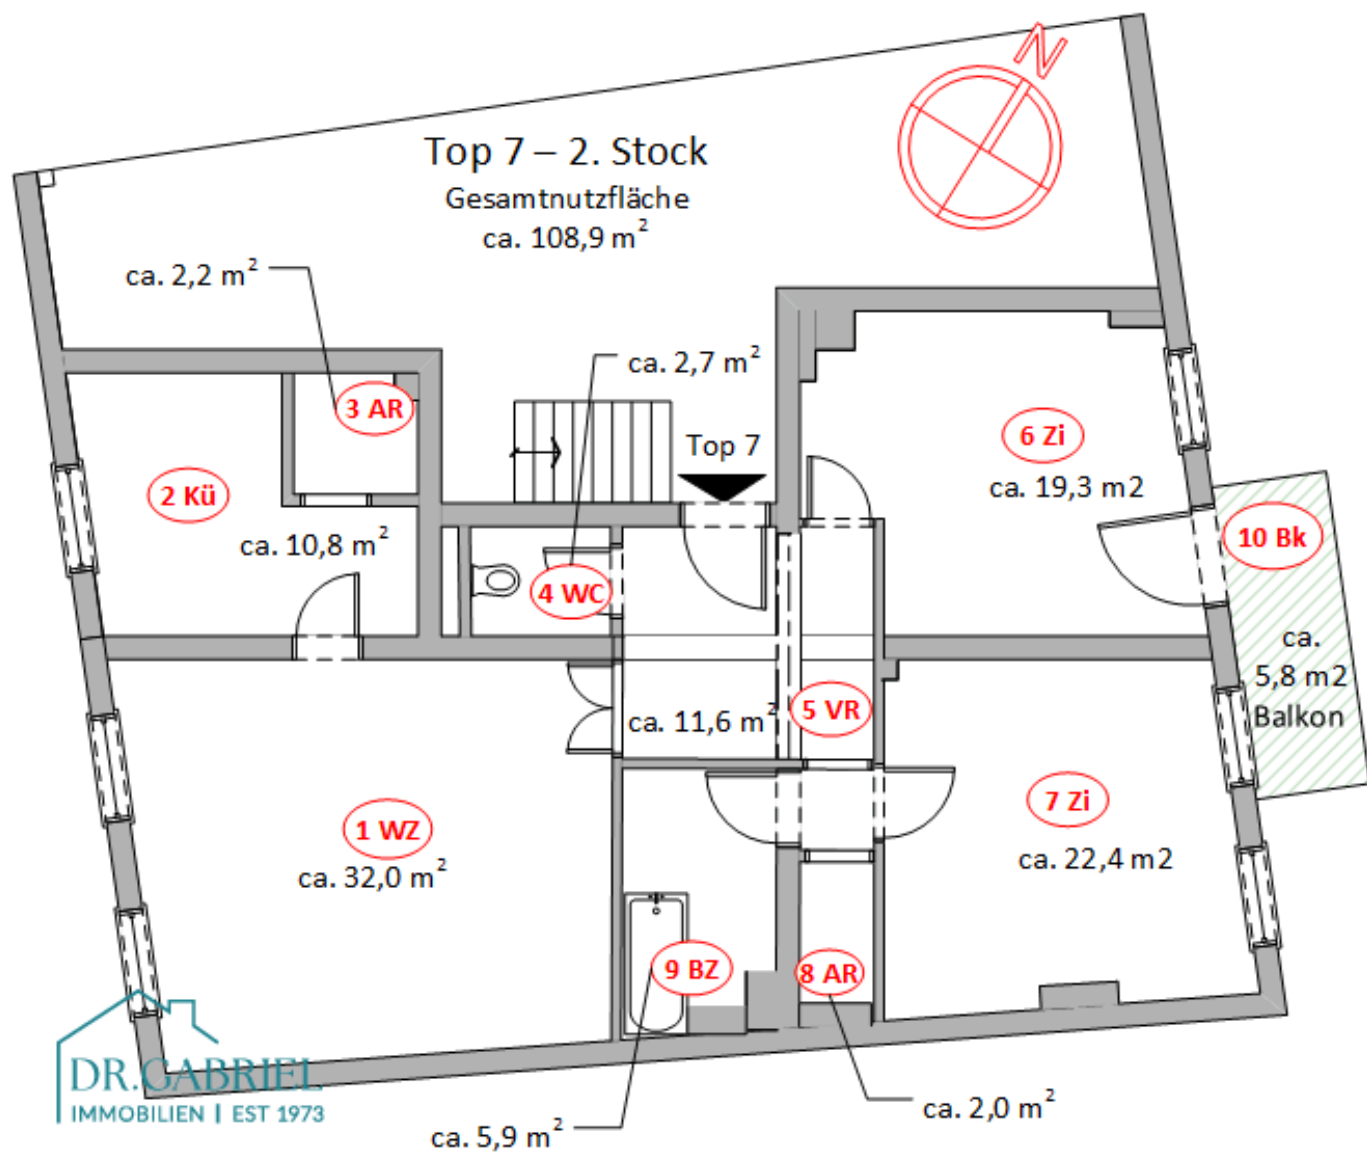 N
Top 7 – 2. Stock
Gesamtnutzfläche
ca. 108,9 m²
ca. 2,2 m²
ca. 2,7 m²
3 AR
Top 7
6 Zi
ca. 19,3 m2
2 Kü
ca. 10,8 m²
10 Bk
4 WC
ca.
5,8 m2
Balkon
5 VR
ca. 11,6 m²
7 Zi
ca. 22,4 m2
1 WZ
ca. 32,0 m²
9 BZ
8 AR
DR.GABRIEL
IMMOBILIEN | EST 1973
ca. 2,0 m²
ca. 5,9 m²